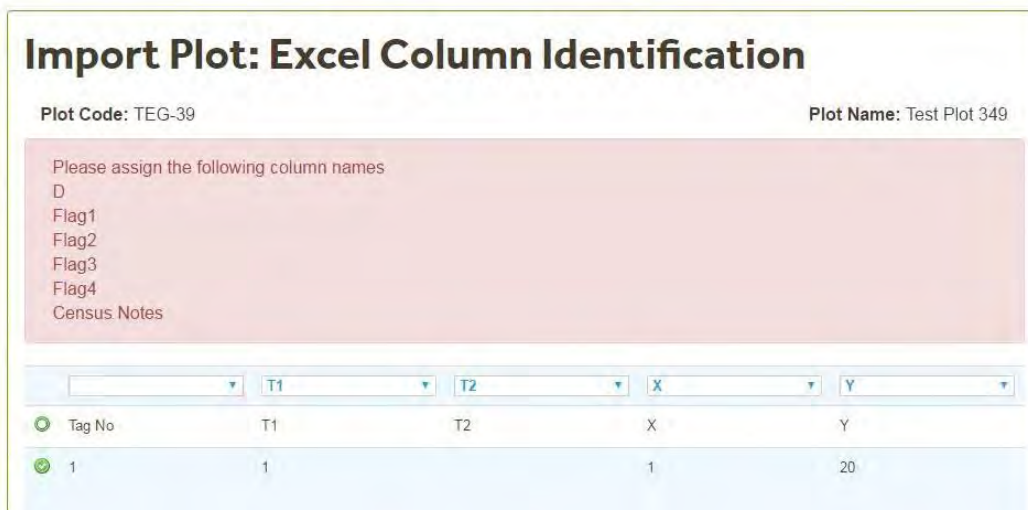 Import Plot: Excel Column Identification
Plot Code: TEG-39 Plot Name: Test Plot 349
Please assign the following column names
D
Flag1
Flag2
Flag3
Flag4
Census Notes
T1 T2 X Y
Tag No T1 T2 X Y
1 1 1 20